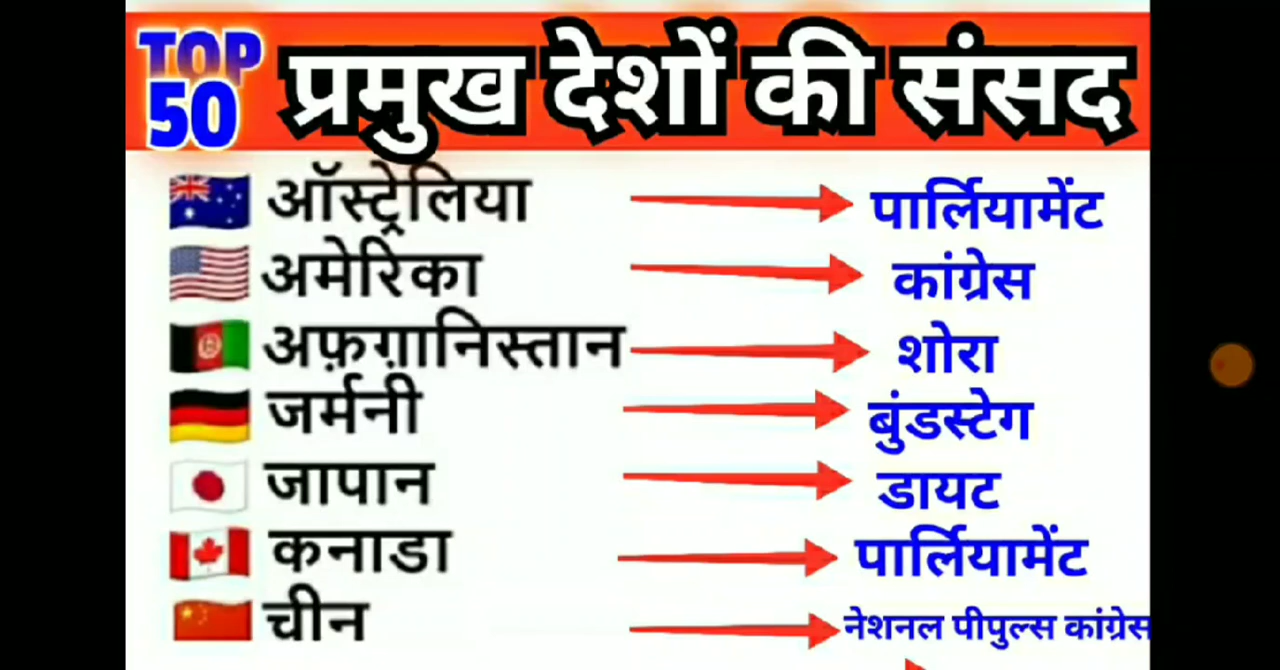 TOP 50 प्रमुख देशों की संसद
ऑस्ट्रेलिया पार्लियामेंट
अमेरिका कांग्रेस
अफ़ग़ानिस्तान शोरा
जर्मनी बुंडस्टेग
जापान डायट
कनाडा पार्लियामेंट
चीन नेशनल पीपुल्स कांग्रेस